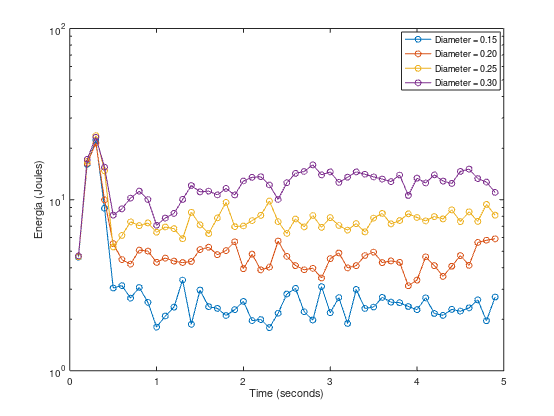 10^2
Diameter = 0.15
Diameter = 0.20
Diameter = 0.25
Diameter = 0.30
Energîa (Joules)
10^1
10^0
0 1 2 3 4 5
Time (seconds)